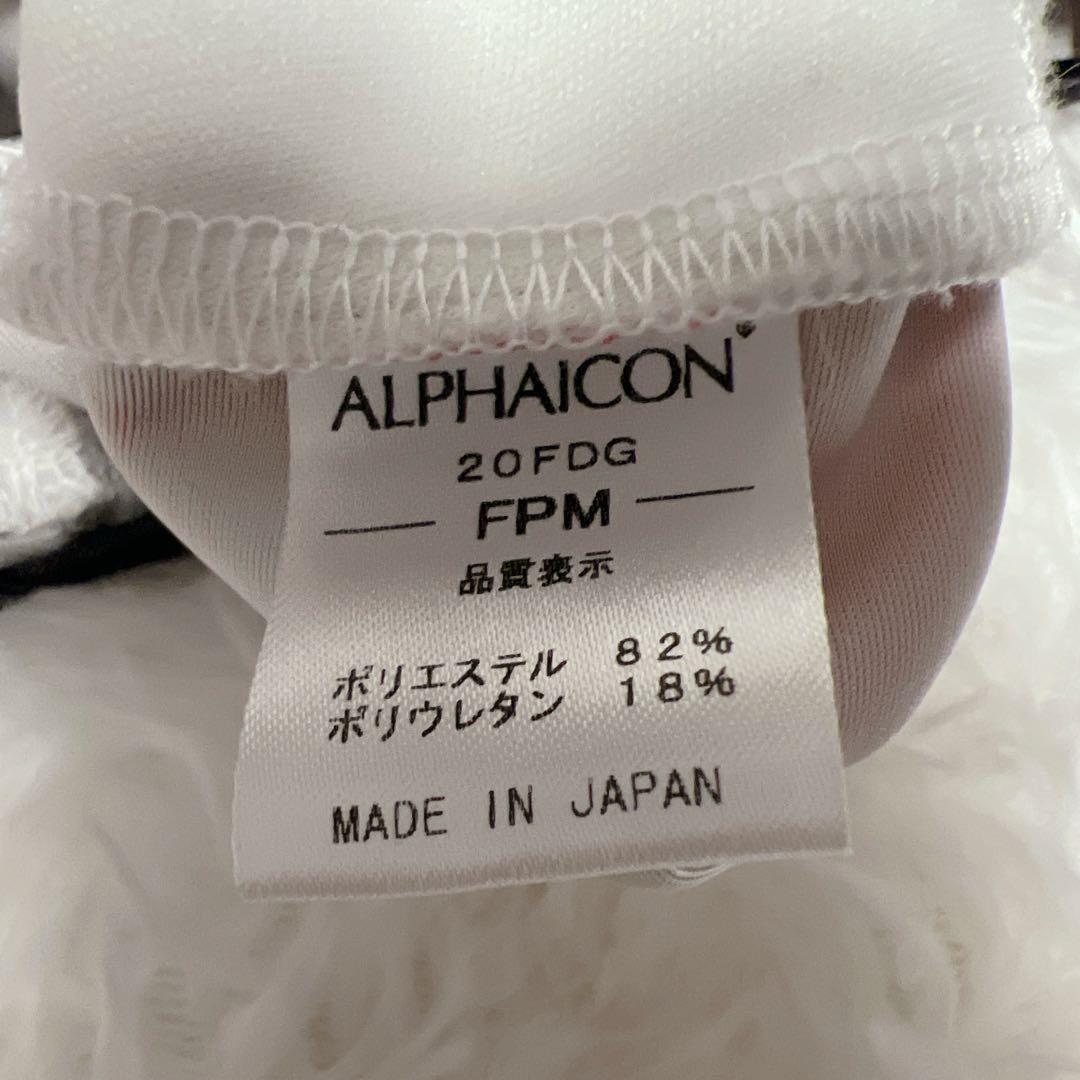 ALPHAICON®
20FDG
FPM
品質表示
ポリエステル 82%
ポリウレタン 18%
MADE IN JAPAN